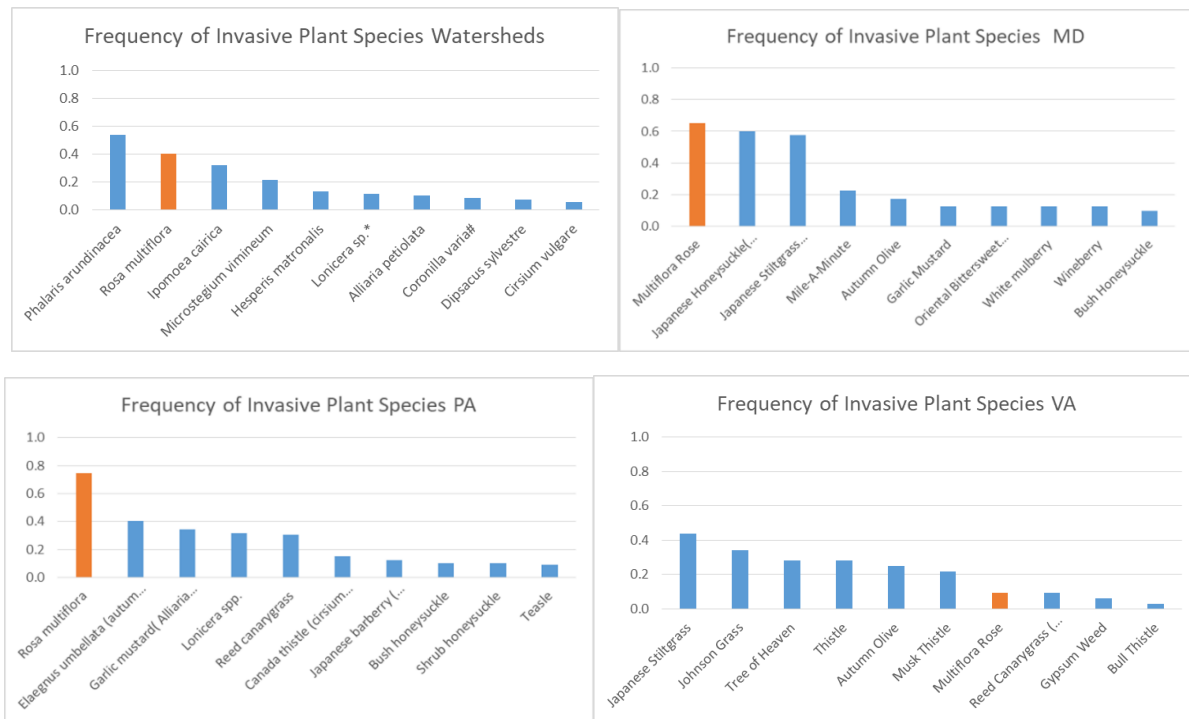 Frequency of Invasive Plant Species Watersheds
1.0
0.8
0.6
0.4
0.2
0.0
Phalaris arundinacea
Rosa multiflora
Ipomoea cairica
Microstegium vimineum
Hesperis matronalis
Lonicera sp.*
Alliaria petiolata
Coronilla varia#
Dipsacus sylvestre
Cirsium vulgare
Frequency of Invasive Plant Species MD
1.0
0.8
0.6
0.4
0.2
0.0
Multiflora Rose
Japanese Honeysuckle(...
Japanese Stiltgrass...
Mile-A-Minute
Autumn Olive
Garlic Mustard
Oriental Bittersweet...
White mulberry
Wineberry
Bush Honeysuckle
Frequency of Invasive Plant Species PA
1.0
0.8
0.6
0.4
0.2
0.0
Rosa multiflora
Elaegnus umbellata (autum...
Garlic mustard( Alliaria...
Lonicera spp.
Reed canarygrass
Canada thistle (cirsium...
Japanese barberry (...
Bush honeysuckle
Shrub honeysuckle
Teasle
Frequency of Invasive Plant Species VA
1.0
0.8
0.6
0.4
0.2
0.0
Japanese Stiltgrass
Johnson Grass
Tree of Heaven
Thistle
Autumn Olive
Musk Thistle
Multiflora Rose
Reed Canarygrass (...
Gypsum Weed
Bull Thistle